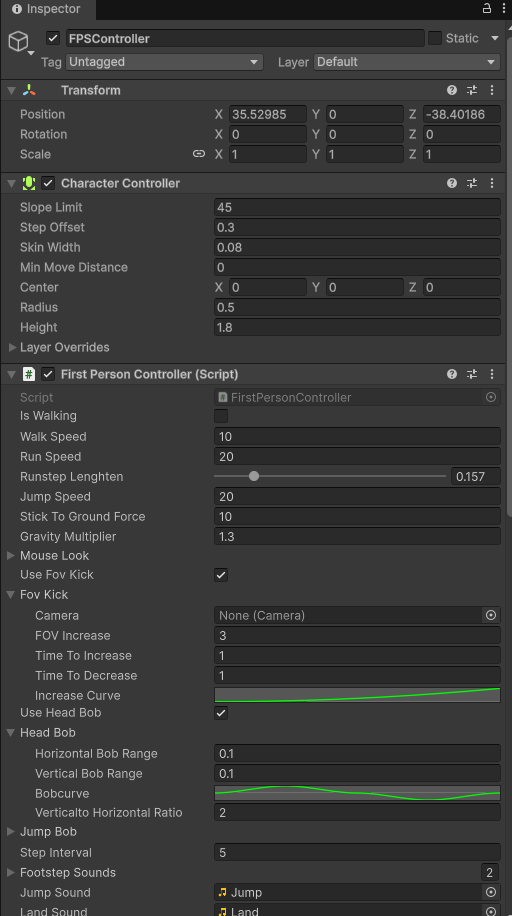 Inspector
FPSController Static
Tag Untagged Layer Default
Transform
Position X 35.52985 Y 0 Z -38.40186
Rotation X 0 Y 0 Z 0
Scale X 1 Y 1 Z 1
Character Controller
Slope Limit 45
Step Offset 0.3
Skin Width 0.08
Min Move Distance 0
Center X 0 Y 0 Z 0
Radius 0.5
Height 1.8
Layer Overrides
First Person Controller (Script)
Script FirstPersonController
Is Walking
Walk Speed 10
Run Speed 20
Runstep Lenghten 0.157
Jump Speed 20
Stick To Ground Force 10
Gravity Multiplier 1.3
Mouse Look
Use Fov Kick
Fov Kick
Camera None (Camera)
FOV Increase 3
Time To Increase 1
Time To Decrease 1
Increase Curve
Use Head Bob
Head Bob
Horizontal Bob Range 0.1
Vertical Bob Range 0.1
Bobcurve
Verticalto Horizontal Ratio 2
Jump Bob
Step Interval 5
Footstep Sounds 2
Jump Sound Jump
Land Sound Land